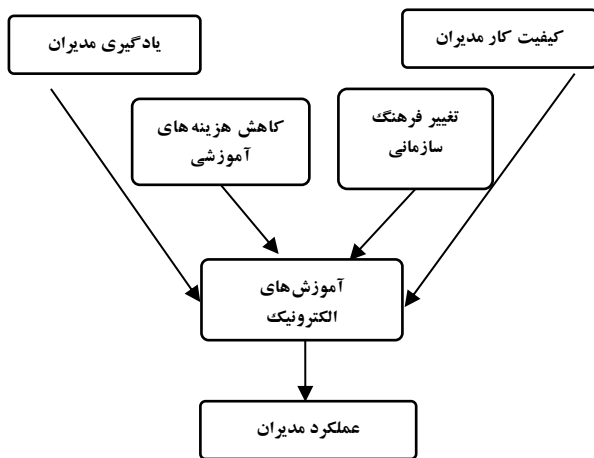 کیفیت کار مدیران
یادگیری مدیران
تغییر فرهنگ
سازمانی
کاهش هزینه های
آموزشی
آموزش‌های
الکترونیک
عملکرد مدیران